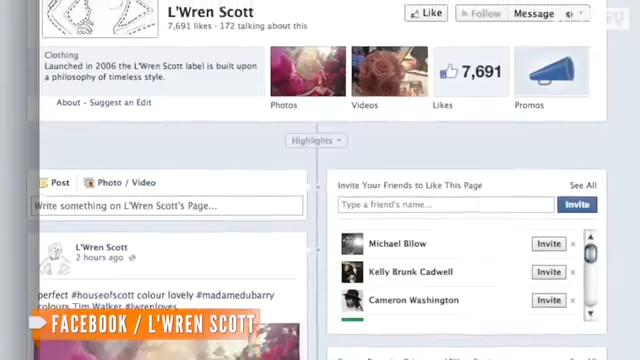 L'Wren Scott
7,691 likes · 172 talking about this
Like
Follow
Message
Clothing
Launched in 2006 the L'Wren Scott label is built upon
a philosophy of timeless style.
7,691
About - Suggest an Edit
Photos
Videos
Likes
Promos
Highlights
Post
Photo / Video
Write something on L'Wren Scott's Page...
Invite Your Friends to Like This Page
See All
Type a friend's name...
Invite
Michael Bilow
Invite
Kelly Brunk Cadwell
Invite
Cameron Washington
Invite
L'Wren Scott
2 hours ago
perfect #houseofscott colour lovely #madamedubarry
colours Tim Walker #lwrenloves
FACEBOOK / L'WREN SCOTT